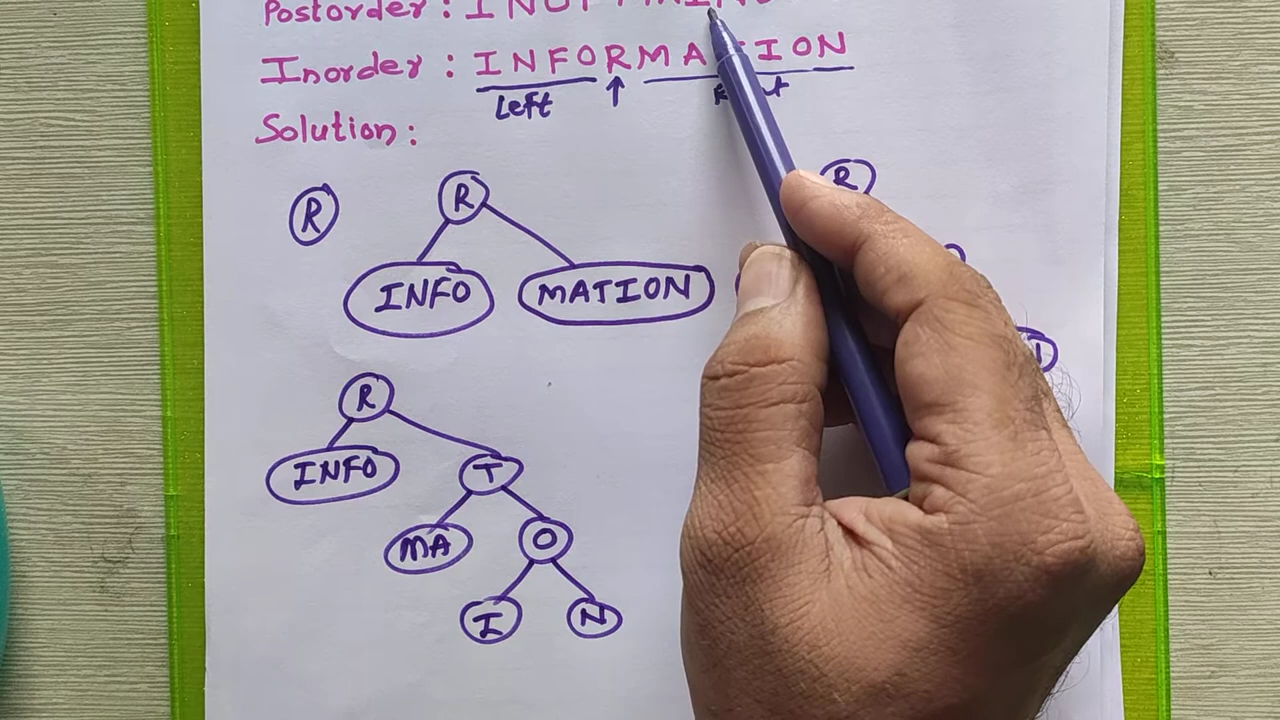 Postorder :
Inorder : INFORMATION
Left ↑
Solution :
R R R
INFO MATION
R
INFO T
MA O
I N